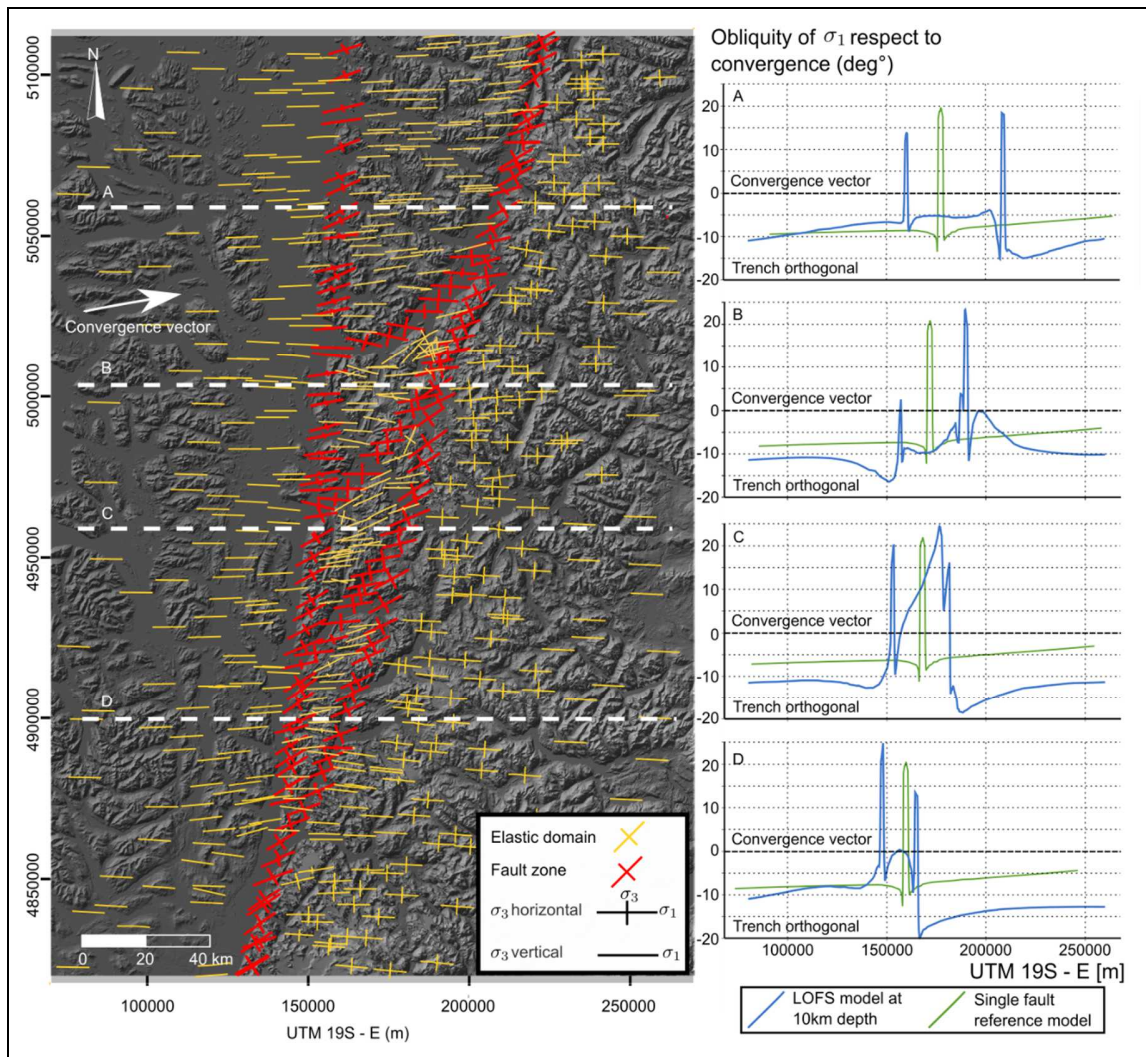 5100000
5050000
5000000
4950000
4900000
4850000
N
A
Convergence vector
B
C
D
Elastic domain
Fault zone
σ3
σ3 horizontal
σ1
σ3 vertical
σ1
0 20 40 km
100000 150000 200000 250000
UTM 19S - E (m)
Obliquity of σ1 respect to
convergence (deg°)
A
20
10
Convergence vector
0
-10
Trench orthogonal
-20
B
20
10
Convergence vector
0
-10
Trench orthogonal
-20
C
20
10
Convergence vector
0
-10
Trench orthogonal
-20
D
20
10
Convergence vector
0
-10
Trench orthogonal
-20
100000 150000 200000 250000
UTM 19S - E [m]
LOFS model at
10km depth
Single fault
reference model